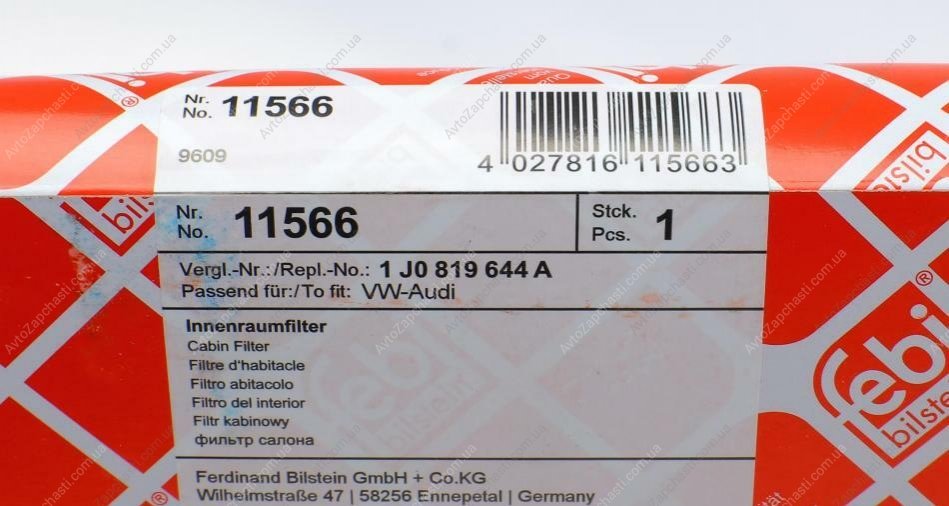 Nr.
No. 11566
9609
4 027816 115663
Nr.
No. 11566
Stck.
Pcs. 1
Vergl.-Nr.:/Repl.-No.: 1 J0 819 644 A
Passend für:/To fit: VW-Audi
Innenraumfilter
Cabin Filter
Filtre d'habitacle
Filtro abitacolo
Filtro del interior
Filtr kabinowy
фильтр салона
Ferdinand Bilstein GmbH + Co.KG
Wilhelmstraße 47 | 58256 Ennepetal | Germany
febi
bilstein
bilstein
AvtoZapchasti.com.ua